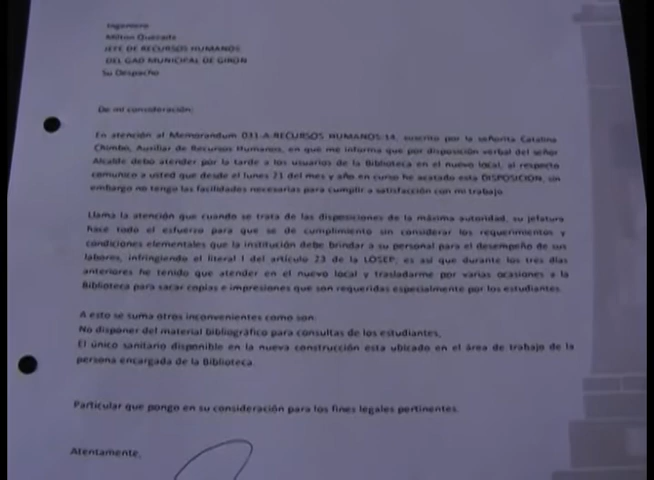 Ingeniero
Milton Quezada
JEFE DE RECURSOS HUMANOS
DEL GAD MUNICIPAL DE GIRÓN
Su Despacho
De mi consideración:
En atención al Memorandum 031-A-RECURSOS HUMANOS-14, suscrito por la señorita Catalina
Chimbo, Auxiliar de Recursos Humanos, en que me informa que por disposición verbal del señor
Alcalde debo atender por la tarde a los usuarios de la Biblioteca en el nuevo local, al respecto
comunico a usted que desde el lunes 21 del mes y año en curso he acatado esta DISPOSICION, sin
embargo no tengo las facilidades necesarias para cumplir a satisfacción con mi trabajo.
Llama la atención que cuando se trata de las disposiciones de la máxima autoridad, su jefatura
hace todo el esfuerzo para que se de cumplimiento sin considerar los requerimientos y
condiciones elementales que la institución debe brindar a su personal para el desempeño de sus
labores, infringiendo el literal l del artículo 23 de la LOSEP; es así que durante los tres días
anteriores he tenido que atender en el nuevo local y trasladarme por varias ocasiones a la
Biblioteca para sacar copias e impresiones que son requeridas especialmente por los estudiantes.
A esto se suma otros inconvenientes como son:
No disponer del material bibliográfico para consultas de los estudiantes,
El único sanitario disponible en la nueva construcción esta ubicado en el área de trabajo de la
persona encargada de la Biblioteca.
Particular que pongo en su consideración para los fines legales pertinentes.
Atentamente,